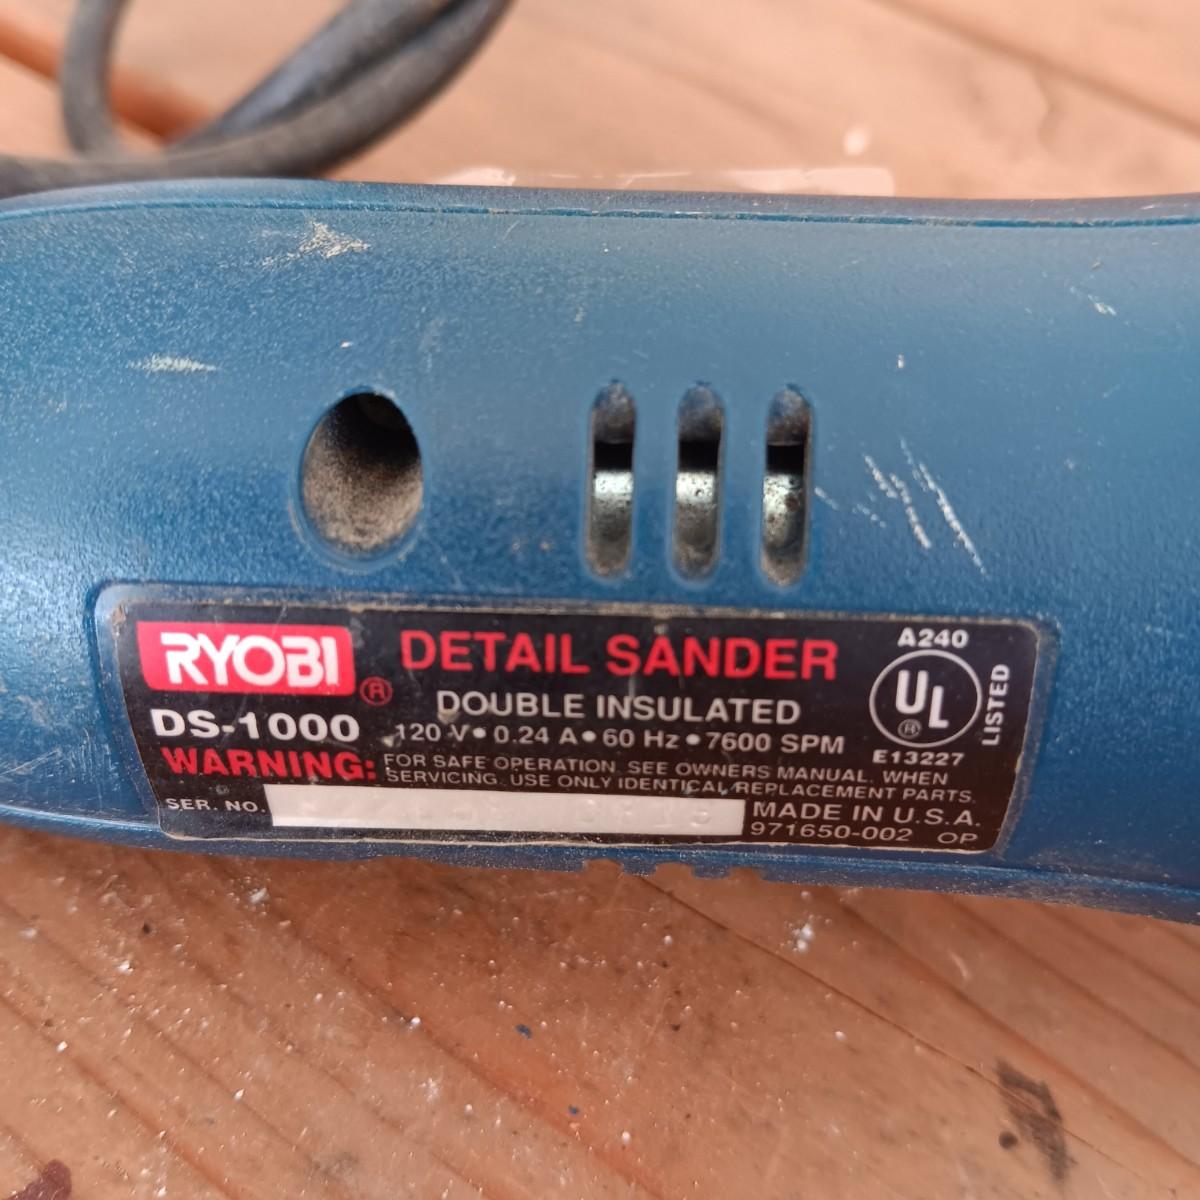 RYOBI ®
DETAIL SANDER
DOUBLE INSULATED
DS-1000
120 V • 0.24 A • 60 Hz • 7600 SPM
WARNING: FOR SAFE OPERATION, SEE OWNERS MANUAL. WHEN
SERVICING, USE ONLY IDENTICAL REPLACEMENT PARTS.
SER. NO.
MADE IN U.S.A.
971650-002 OP
A240
UL ®
LISTED
E13227